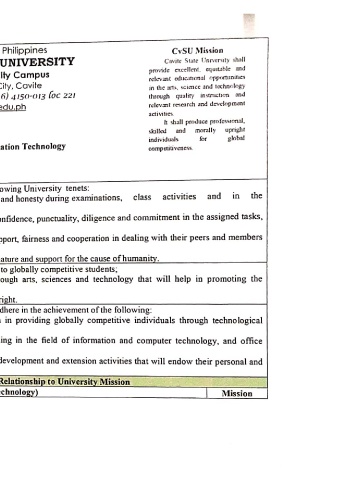 Philippines
UNIVERSITY
ity Campus
City, Cavite
6) 4150-013 loc 221
edu.ph
ation Technology
CvSU Mission
Cavite State University shall
provide excellent, equitable and
relevant educational opportunities
in the arts, science and technology
through quality instruction and
relevant research and development
activities.
It shall produce professional,
skilled and morally upright
individuals for global
competitiveness.
owing University tenets:
and honesty during examinations, class activities and in the
nfidence, punctuality, diligence and commitment in the assigned tasks,
pport, fairness and cooperation in dealing with their peers and members
ature and support for the cause of humanity.
to globally competitive students;
ough arts, sciences and technology that will help in promoting the
right.
dhere in the achievement of the following:
in providing globally competitive individuals through technological
ing in the field of information and computer technology, and office
development and extension activities that will endow their personal and
Relationship to University Mission
chnology)
Mission